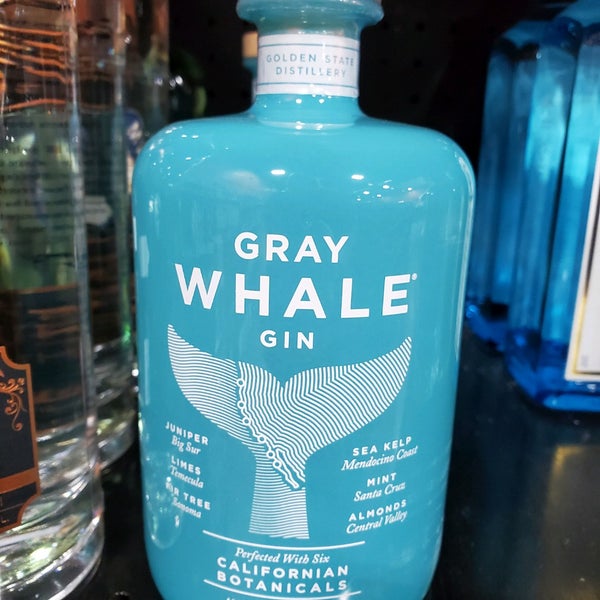 GOLDEN STATE
DISTILLERY
GRAY
WHALE®
GIN
JUNIPER
Big Sur
LIMES
Temecula
FIR TREE
Sonoma
SEA KELP
Mendocino Coast
MINT
Santa Cruz
ALMONDS
Central Valley
Perfected With Six
CALIFORNIAN
BOTANICALS